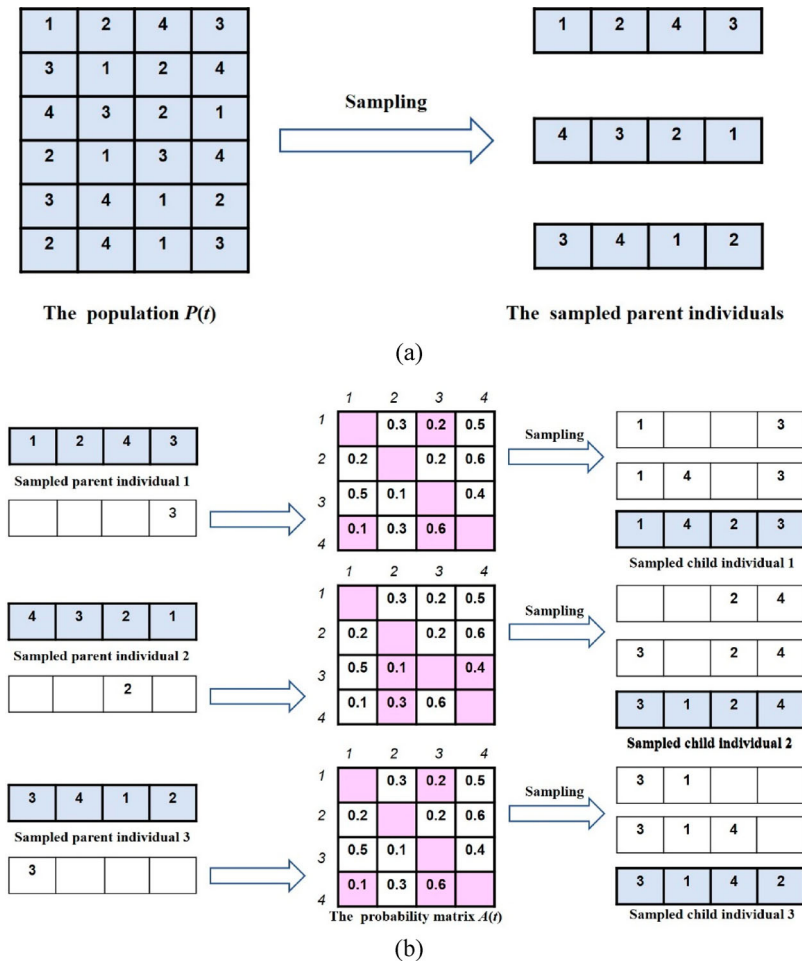 1 2 4 3
3 1 2 4
4 3 2 1
2 1 3 4
3 4 1 2
2 4 1 3
The population P(t)
Sampling
1 2 4 3
4 3 2 1
3 4 1 2
The sampled parent individuals
(a)
1 2 4 3
Sampled parent individual 1
3
1 2 3 4
1 0.3 0.2 0.5
2 0.2 0.2 0.6
3 0.5 0.1 0.4
4 0.1 0.3 0.6
Sampling
1 3
1 4 3
1 4 2 3
Sampled child individual 1
4 3 2 1
Sampled parent individual 2
2
1 2 3 4
1 0.3 0.2 0.5
2 0.2 0.2 0.6
3 0.5 0.1 0.4
4 0.1 0.3 0.6
Sampling
2 4
3 2 4
3 1 2 4
Sampled child individual 2
3 4 1 2
Sampled parent individual 3
3
1 2 3 4
1 0.3 0.2 0.5
2 0.2 0.2 0.6
3 0.5 0.1 0.4
4 0.1 0.3 0.6
The probability matrix A(t)
Sampling
3 1
3 1 4
3 1 4 2
Sampled child individual 3
(b)